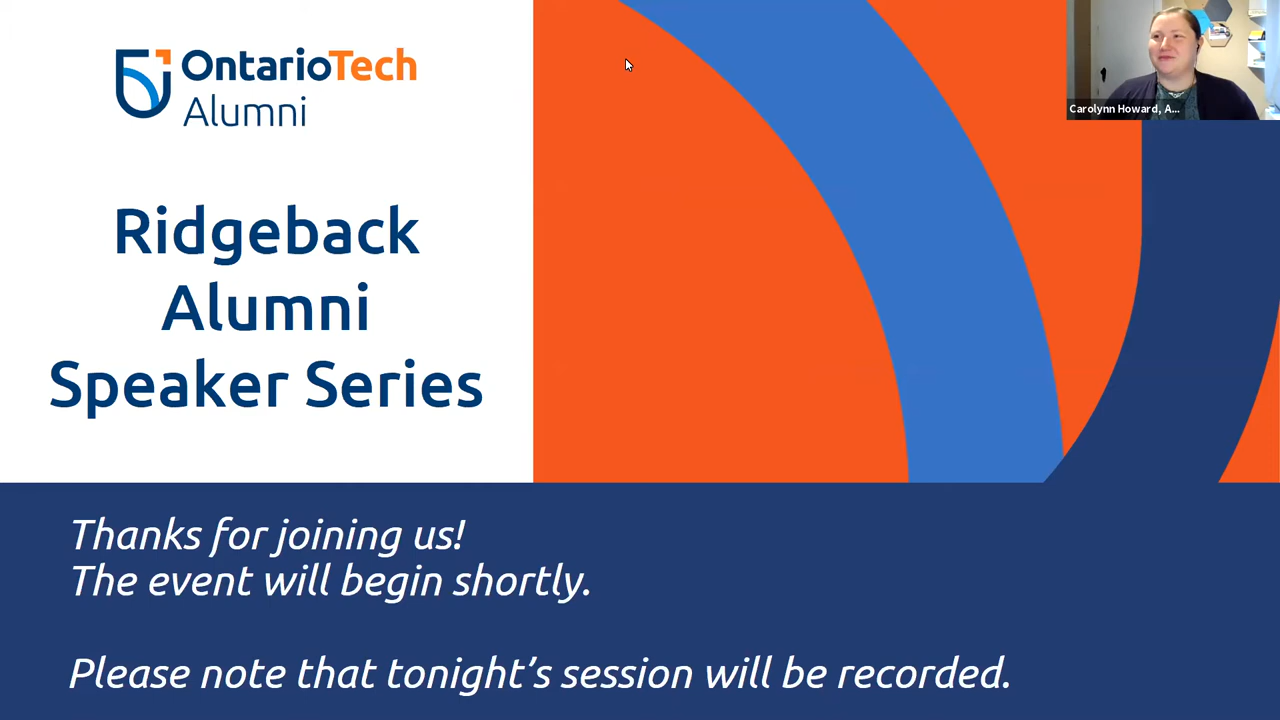 OntarioTech
Alumni
Ridgeback
Alumni
Speaker Series
Carolynn Howard, A...
Thanks for joining us!
The event will begin shortly.
Please note that tonight's session will be recorded.